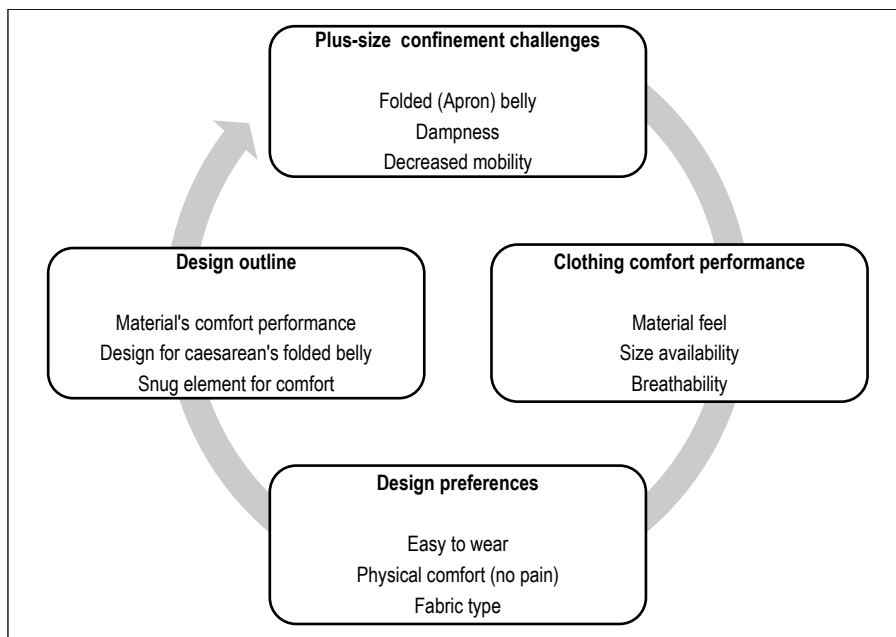 Plus-size confinement challenges
Folded (Apron) belly
Dampness
Decreased mobility
Clothing comfort performance
Material feel
Size availability
Breathability
Design preferences
Easy to wear
Physical comfort (no pain)
Fabric type
Design outline
Material's comfort performance
Design for caesarean's folded belly
Snug element for comfort